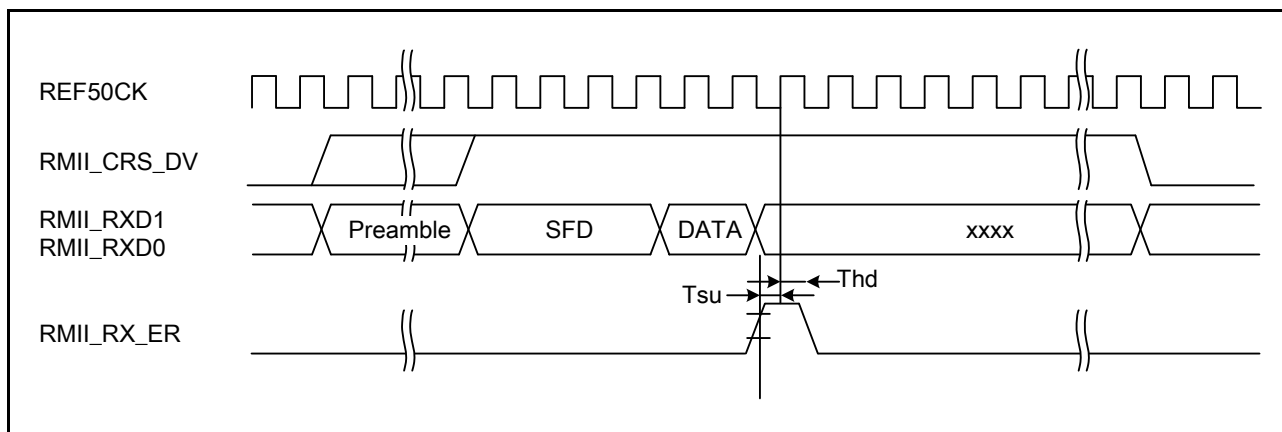 REF50CK
RMII_CRS_DV
RMII_RXD1
RMII_RXD0
Preamble
SFD
DATA
xxxx
Thd
Tsu
RMII_RX_ER